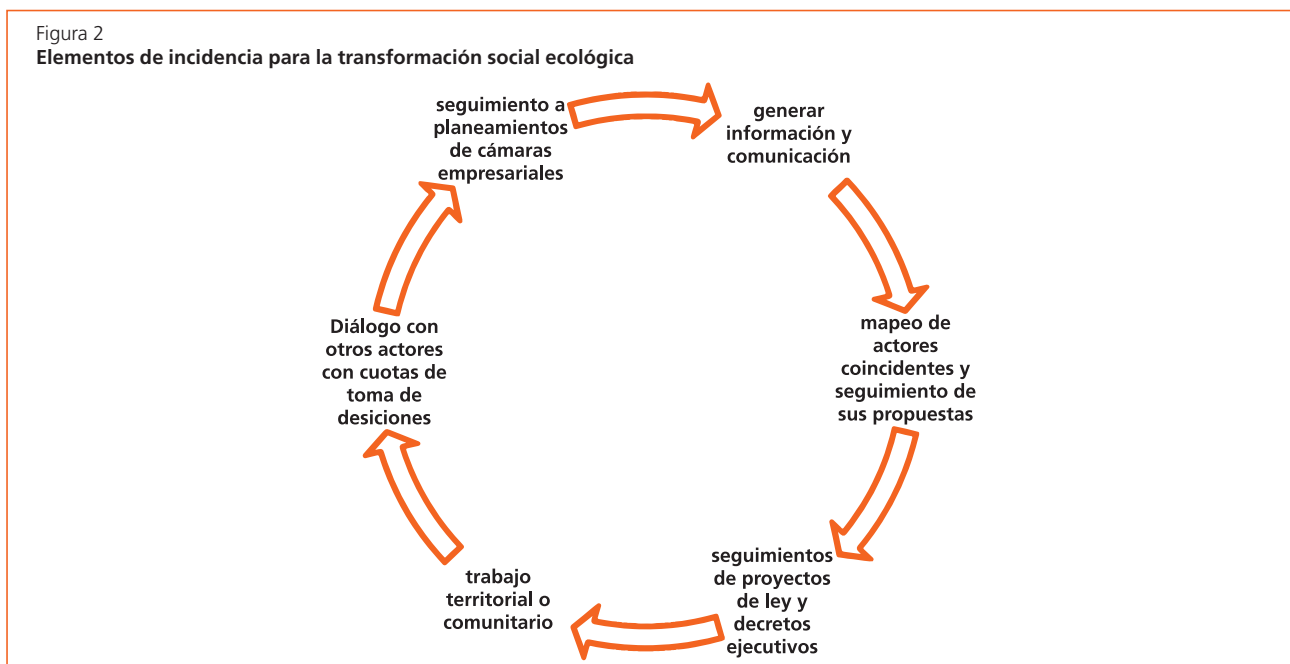 Figura 2
Elementos de incidencia para la transformación social ecológica
seguimiento a
planeamientos
de cámaras
empresariales
generar
información y
comunicación
mapeo de
actores
coincidentes y
seguimiento de
sus propuestas
seguimientos
de proyectos
de ley y
decretos
ejecutivos
trabajo
territorial o
comunitario
Diálogo con
otros actores
con cuotas de
toma de
desiciones